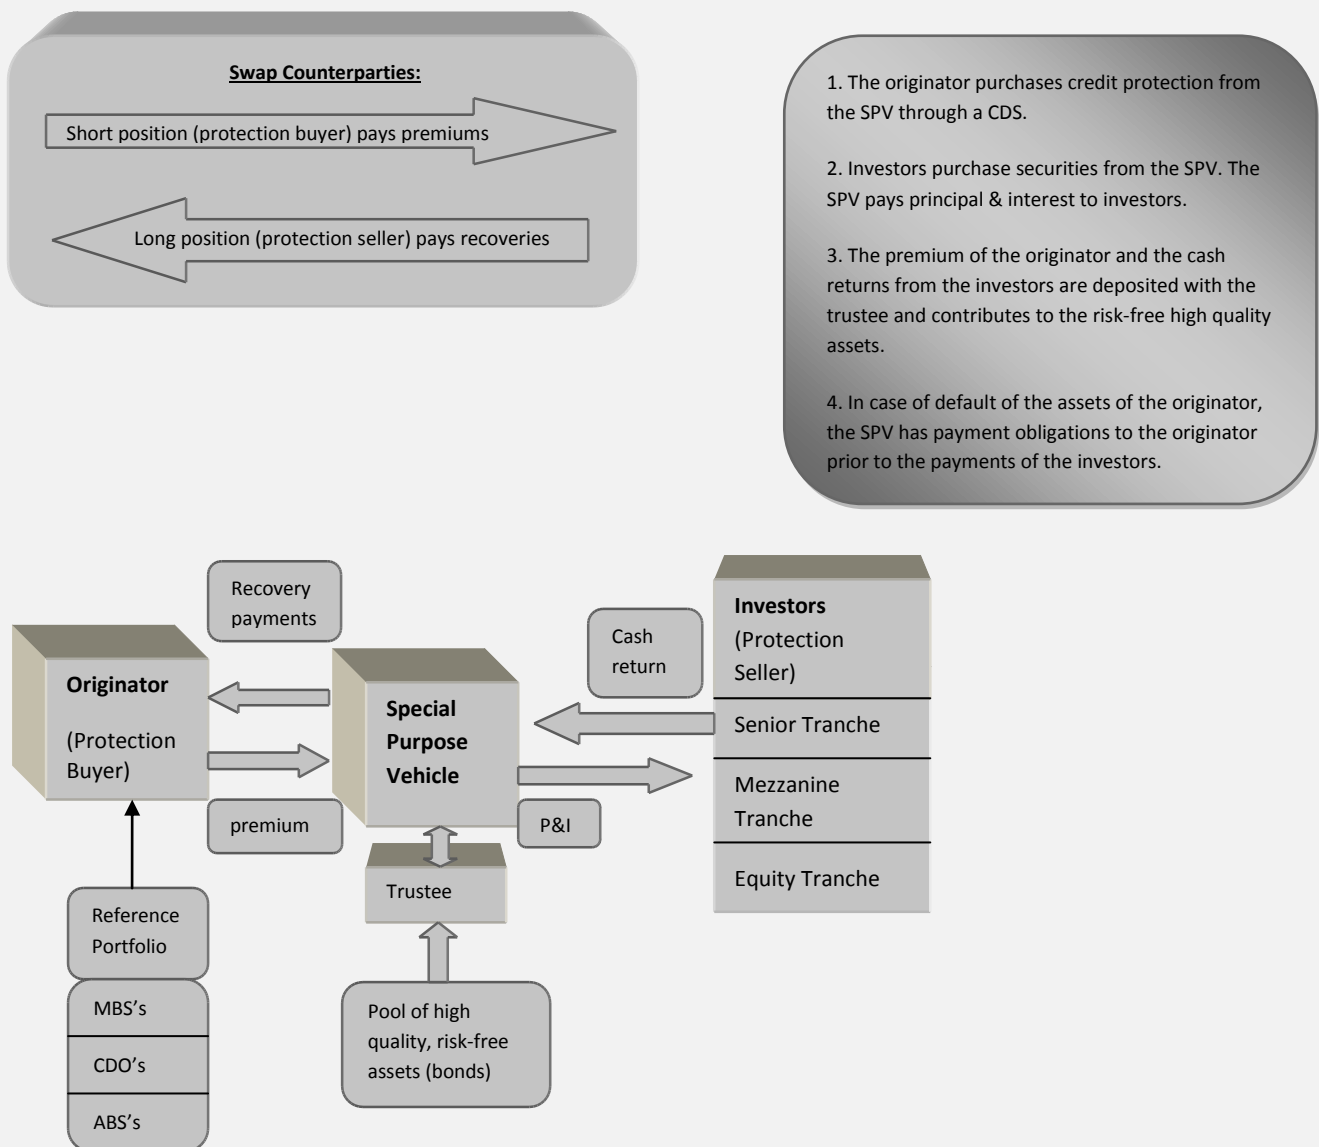 Swap Counterparties:
Short position (protection buyer) pays premiums
Long position (protection seller) pays recoveries
1. The originator purchases credit protection from
the SPV through a CDS.
2. Investors purchase securities from the SPV. The
SPV pays principal & interest to investors.
3. The premium of the originator and the cash
returns from the investors are deposited with the
trustee and contributes to the risk-free high quality
assets.
4. In case of default of the assets of the originator,
the SPV has payment obligations to the originator
prior to the payments of the investors.
Recovery
payments
Originator
(Protection
Buyer)
premium
Special
Purpose
Vehicle
Cash
return
P&I
Investors
(Protection
Seller)
Senior Tranche
Mezzanine
Tranche
Equity Tranche
Trustee
Reference
Portfolio
MBS's
CDO's
ABS's
Pool of high
quality, risk-free
assets (bonds)